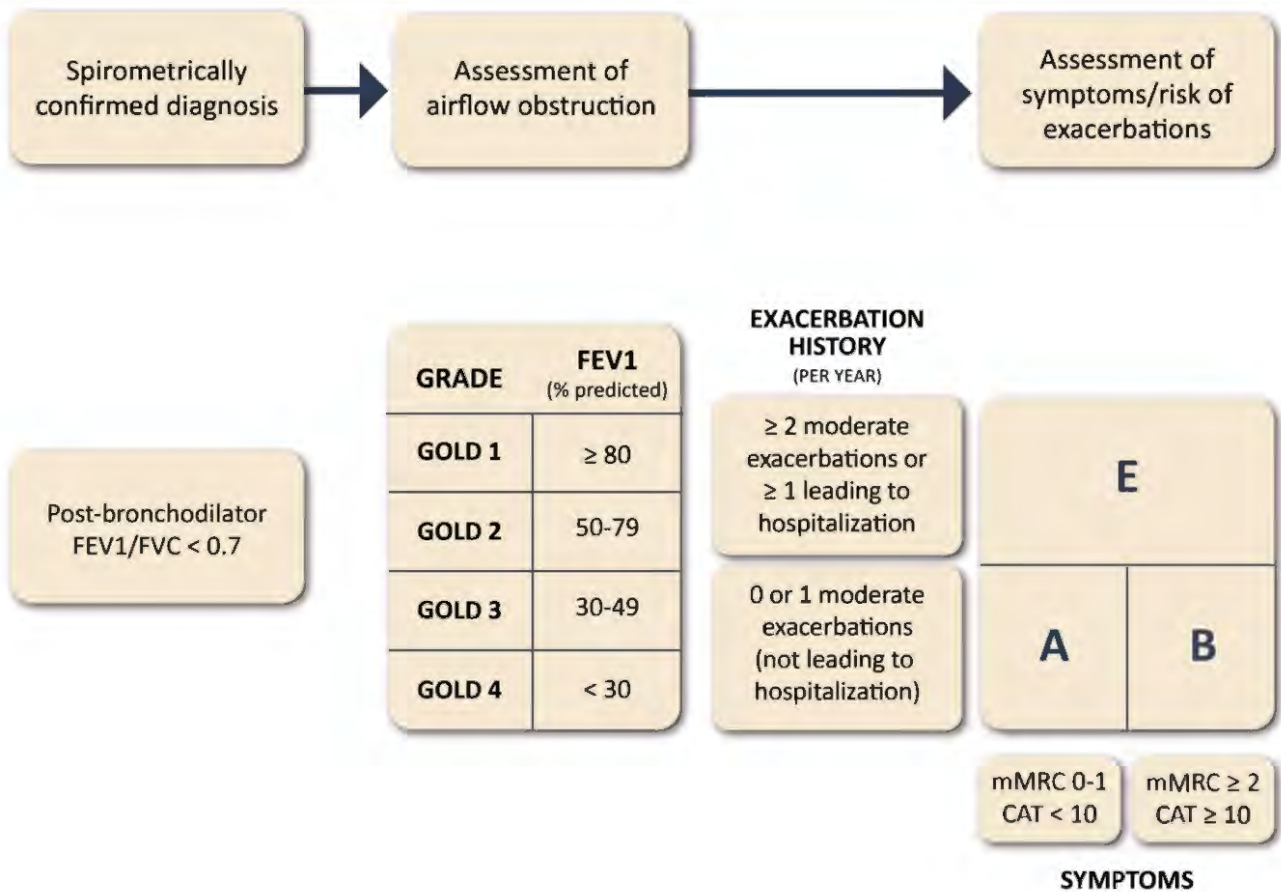 Spirometrically
confirmed diagnosis
Assessment of
airflow obstruction
Assessment of
symptoms/risk of
exacerbations
Post-bronchodilator
FEV1/FVC < 0.7
GRADE
FEV1
(% predicted)
GOLD 1
≥ 80
GOLD 2
50-79
GOLD 3
30-49
GOLD 4
< 30
EXACERBATION
HISTORY
(PER YEAR)
≥ 2 moderate
exacerbations or
≥ 1 leading to
hospitalization
0 or 1 moderate
exacerbations
(not leading to
hospitalization)
E
A
B
mMRC 0-1
CAT < 10
mMRC ≥ 2
CAT ≥ 10
SYMPTOMS